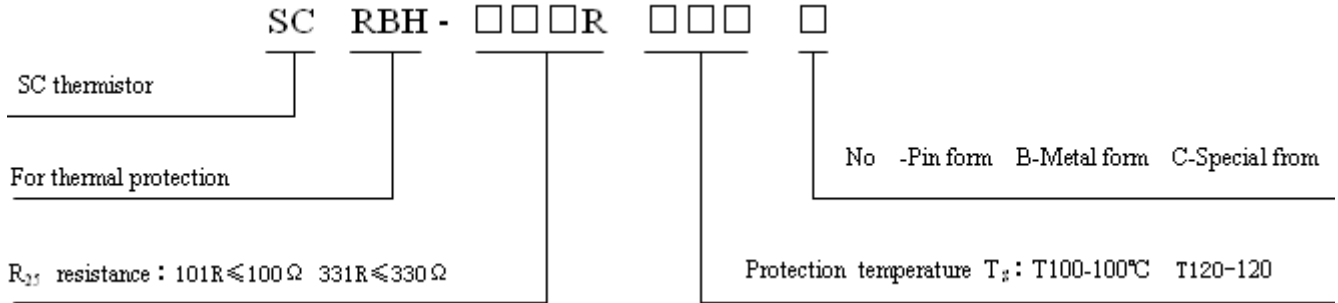 SC RBH - □□□R □□□ □
SC thermistor
No -Pin form B-Metal form C-Special from
For thermal protection
R₂₅ resistance：101R≤100Ω 331R≤330Ω
Protection temperature Tₛ：T100-100℃ T120-120